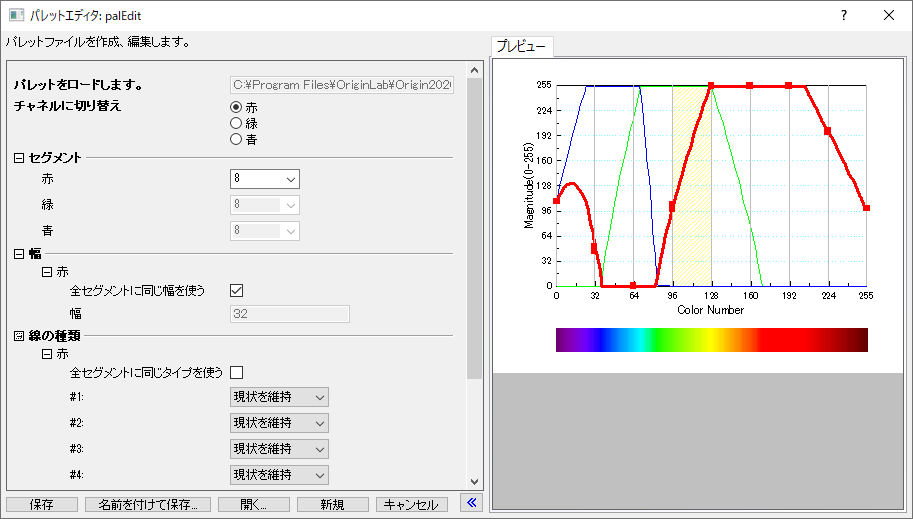 パレットエディタ: palEdit
パレットファイルを作成、編集します。
パレットをロードします。 C:¥Program Files¥OriginLab¥Origin202
チャネルに切り替え 赤
緑
青
セグメント
赤 8
緑 8
青 8
幅
赤
全セグメントに同じ幅を使う
幅 32
線の種類
赤
全セグメントに同じタイプを使う
#1: 現状を維持
#2: 現状を維持
#3: 現状を維持
#4: 現状を維持
保存 名前を付けて保存... 開く... 新規 キャンセル
プレビュー
Magnitude(0-255)
255
224
192
160
128
96
64
32
0
0 32 64 96 128 160 192 224 255
Color Number